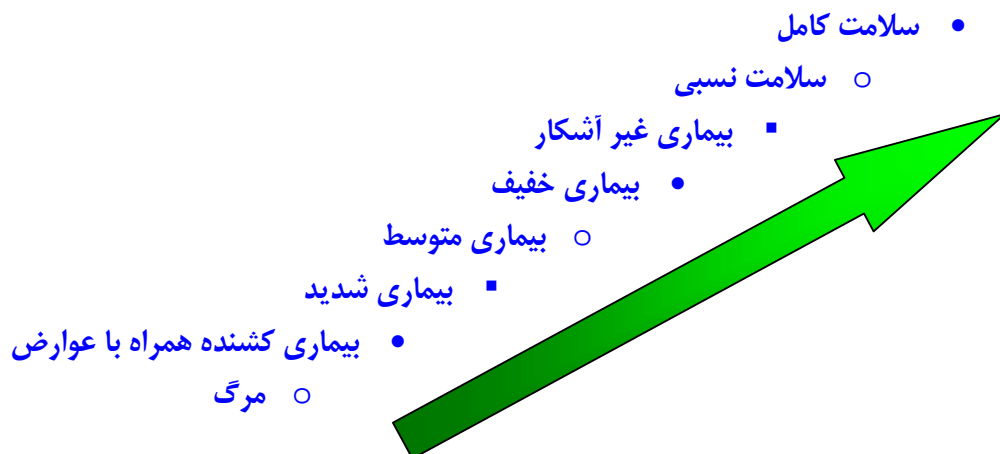 • سلامت کامل
o سلامت نسبی
▪ بیماری غیر آشکار
• بیماری خفیف
o بیماری متوسط
▪ بیماری شدید
• بیماری کشنده همراه با عوارض
o مرگ